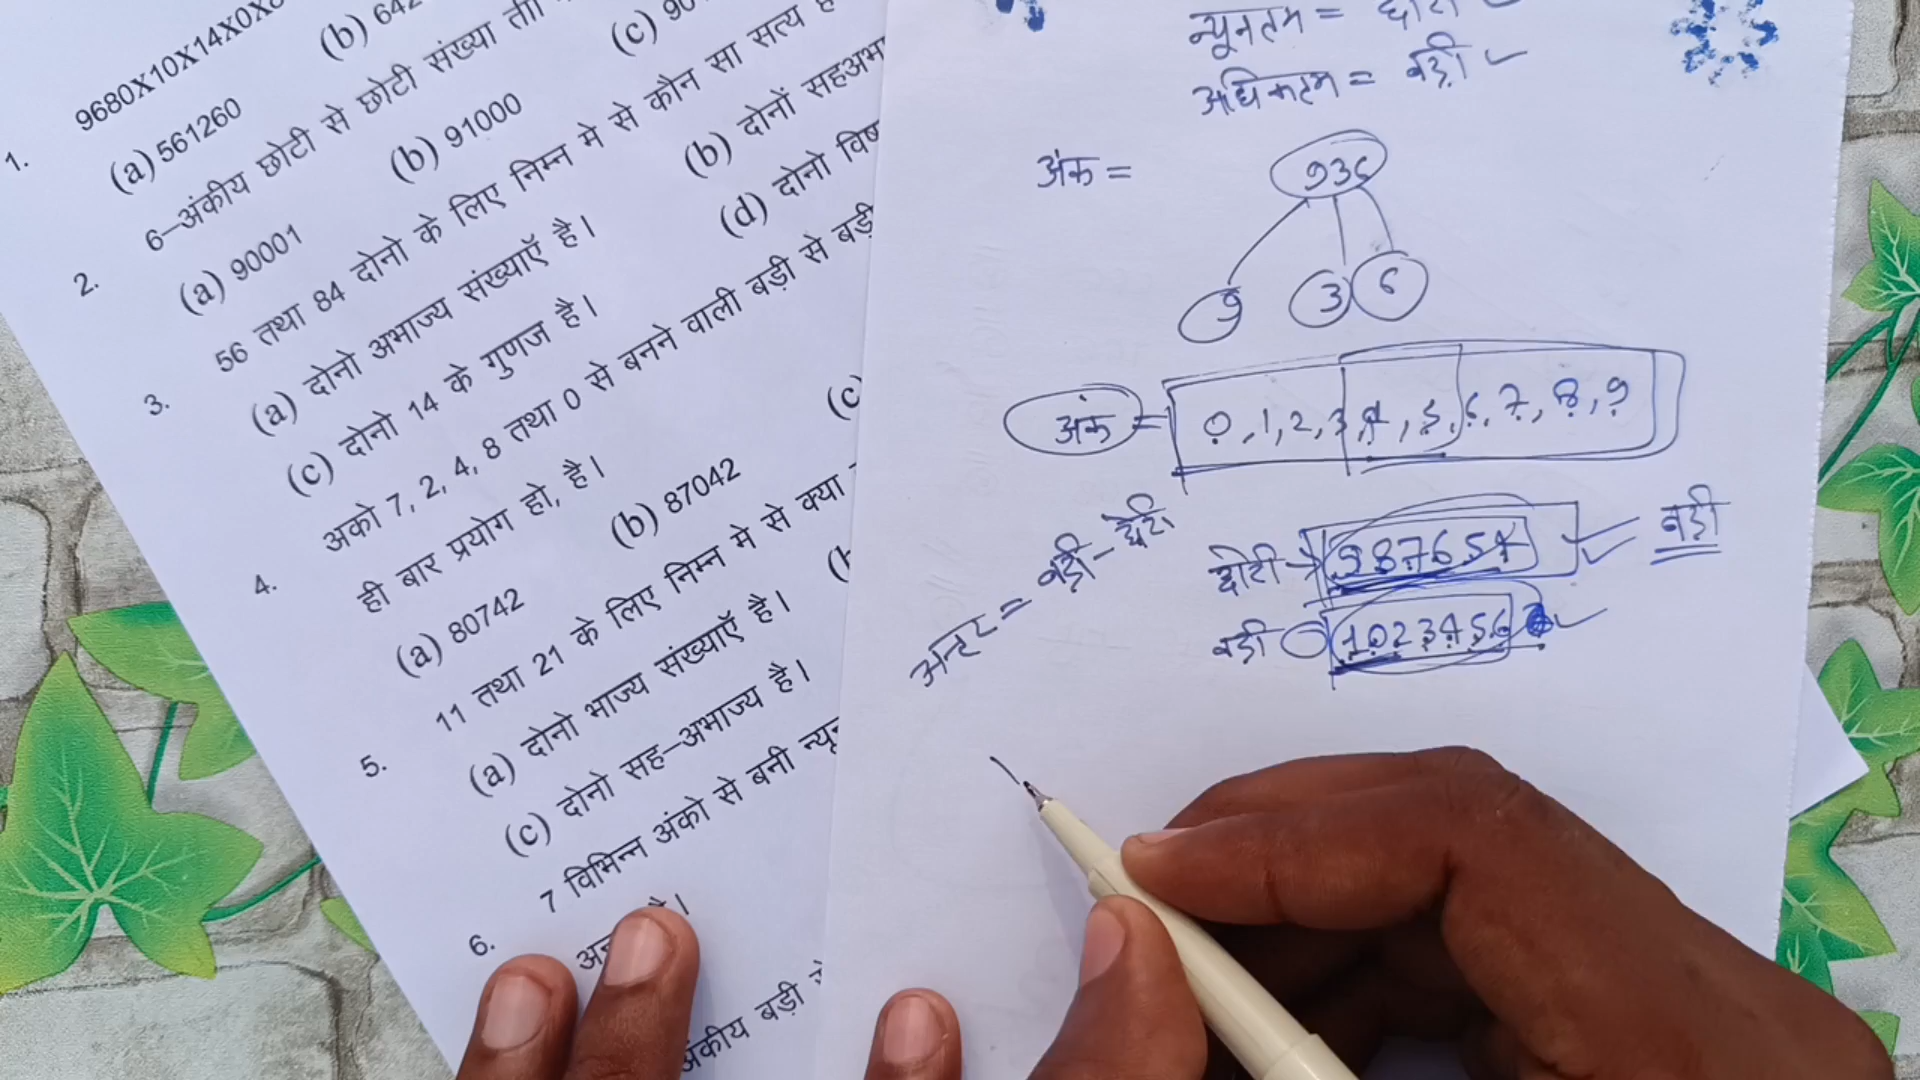 9680X10X14X0X8
1. (a) 561260 (b) 642
6–अंकीय छोटी से छोटी संख्या ती
(c) 90
2. (a) 90001 (b) 91000
56 तथा 84 दोनो के लिए निम्न मे से कौन सा सत्य है
3. (a) दोनो अभाज्य संख्याएँ है। (b) दोनों सहअभा
(c) दोनो 14 के गुणज है। (d) दोनो विष
अको 7, 2, 4, 8 तथा 0 से बनने वाली बड़ी से बड़ी
4. ही बार प्रयोग हो, है।
(a) 80742 (b) 87042 (c)
11 तथा 21 के लिए निम्न मे से क्या
5. (a) दोनो भाज्य संख्याएँ है।
(c) दोनो सह–अभाज्य है।
7 विभिन्न अंको से बनी न्यून
6. है।
अंकीय बड़ी से
न्यूनतम = छोटी
अधिकतम = बड़ी
अंक = 936
9 3 6
अंक = 0, 1, 2, 3, 4, 5, 6, 7, 8, 9
अन्तर = बड़ी – छोटी
छोटी → 987654 बड़ी
बड़ी 1023456